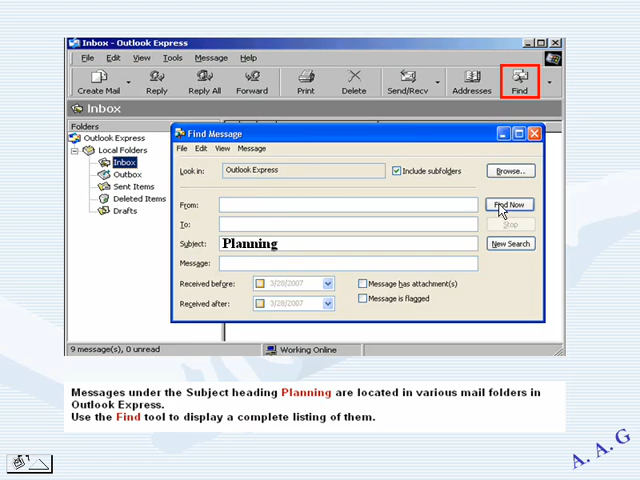 Inbox - Outlook Express
File Edit View Tools Message Help
Create Mail Reply Reply All Forward Print Delete Send/Recv Addresses Find
Inbox
Folders
Outlook Express
Local Folders
Inbox
Outbox
Sent Items
Deleted Items
Drafts
Find Message
File Edit View Message
Look in: Outlook Express Include subfolders Browse..
From: Find Now
To: Stop
Subject: Planning New Search
Message:
Received before: 3/28/2007 Message has attachment(s)
Received after: 3/28/2007 Message is flagged
9 message(s), 0 unread Working Online
Messages under the Subject heading Planning are located in various mail folders in
Outlook Express.
Use the Find tool to display a complete listing of them.
A. A. G